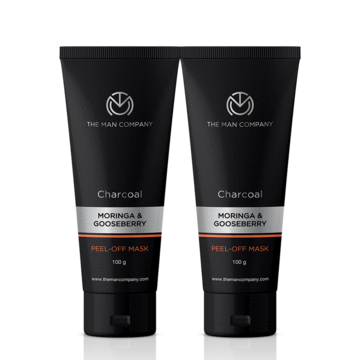 THE MAN COMPANY
Charcoal
MORINGA &
GOOSEBERRY
PEEL-OFF MASK
100 g
www.themancompany.com
THE MAN COMPANY
Charcoal
MORINGA &
GOOSEBERRY
PEEL-OFF MASK
100 g
www.themancompany.com